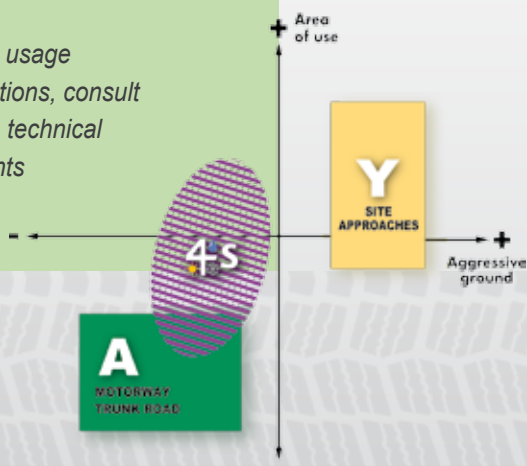 usage
tions, consult
technical
nts
+ Area
of use
Y
SITE
APPROACHES
4s
-
+
Aggressive
ground
A
MOTORWAY
TRUNK ROAD